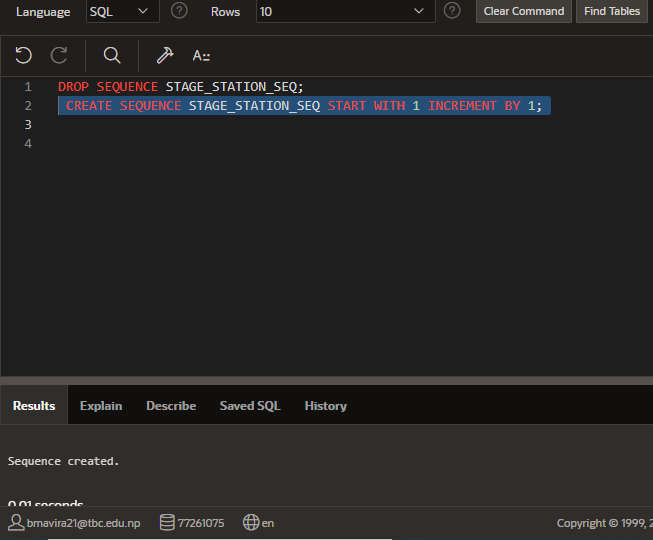 Language SQL Rows 10 Clear Command Find Tables
A::
1 DROP SEQUENCE STAGE_STATION_SEQ;
2 CREATE SEQUENCE STAGE_STATION_SEQ START WITH 1 INCREMENT BY 1;
3
4
Results Explain Describe Saved SQL History
Sequence created.
0.01 seconds
bmavira21@tbc.edu.np 77261075 en Copyright © 1999, 2